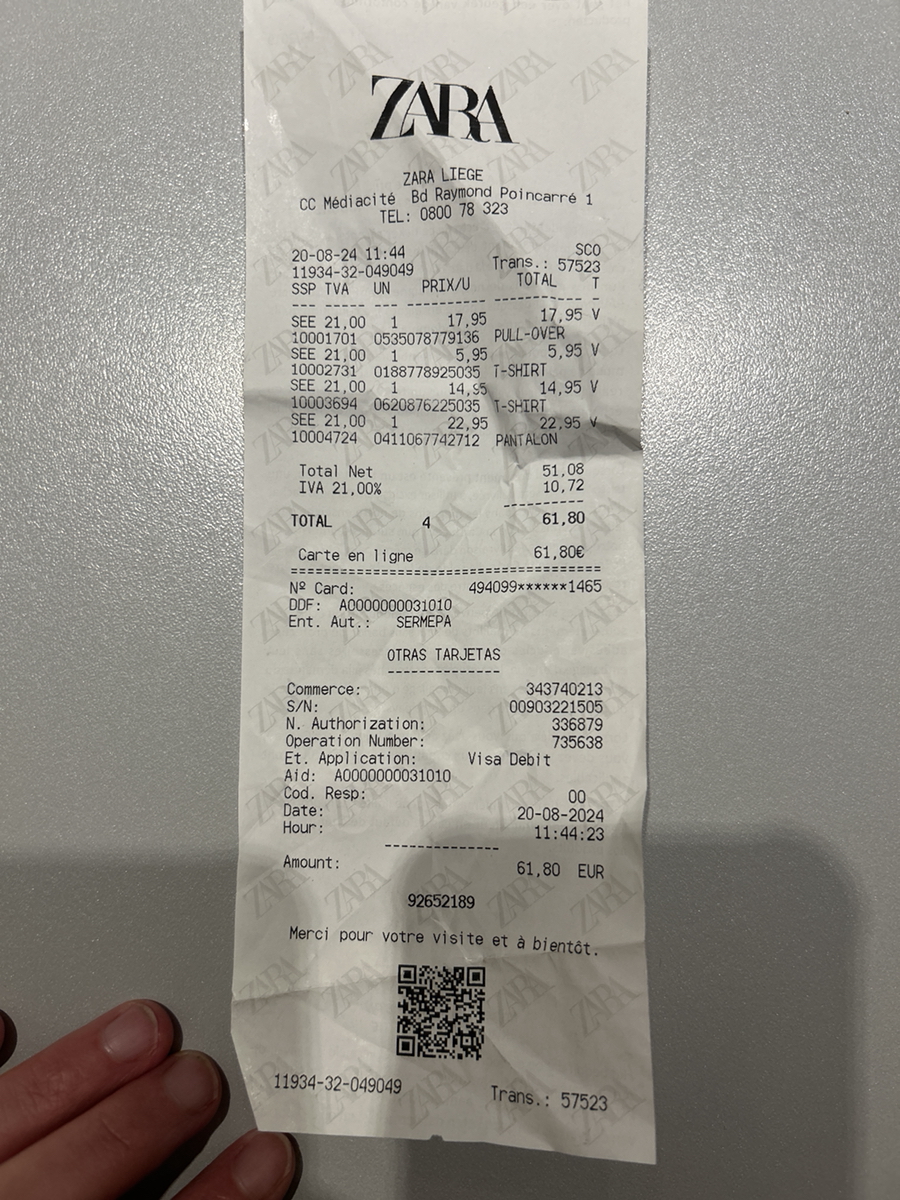 ZARA
ZARA LIEGE
CC Médiacité Bd Raymond Poincarré 1
TEL: 0800 78 323
20-08-24 11:44 SCO
11934-32-049049 Trans.: 57523
SSP TVA UN PRIX/U TOTAL T
--- ----- ---- ----------- ------------ -
SEE 21,00 1 17,95 17,95 V
10001701 0535078779136 PULL-OVER
SEE 21,00 1 5,95 5,95 V
10002731 0188778925035 T-SHIRT
SEE 21,00 1 14,95 14,95 V
10003694 0620876225035 T-SHIRT
SEE 21,00 1 22,95 22,95 V
10004724 0411067742712 PANTALON
Total Net 51,08
IVA 21,00% 10,72
-----------
TOTAL 4 61,80
Carte en ligne 61,80€
===========================================
Nº Card: 494099******1465
DDF: A0000000031010
Ent. Aut.: SERMEPA
OTRAS TARJETAS
--------------
Commerce: 343740213
S/N: 00903221505
N. Authorization: 336879
Operation Number: 735638
Et. Application: Visa Debit
Aid: A0000000031010
Cod. Resp: 00
Date: 20-08-2024
Hour: 11:44:23
--------------
Amount: 61,80 EUR
92652189
Merci pour votre visite et à bientôt.
11934-32-049049 Trans.: 57523